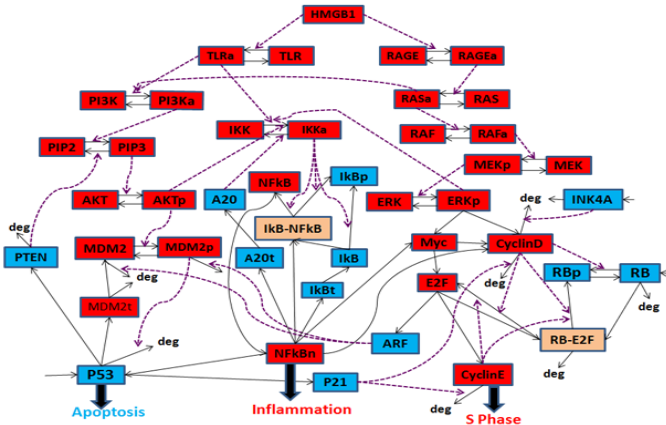 HMGB1
TLRa TLR RAGE RAGEa
PI3K PI3Ka RASa RAS
IKK IKKa RAF RAFa
PIP2 PIP3 MEKp MEK
NFkB IkBp
AKT AKTp A20 ERK ERKp deg INK4A
deg IkB-NFkB
PTEN MDM2 MDM2p Myc CyclinD
deg A20t IkB RBp RB
deg
MDM2t deg IkBt E2F deg
deg ARF RB-E2F
NFkBn
P53 P21 CyclinE deg
deg
Apoptosis Inflammation S Phase